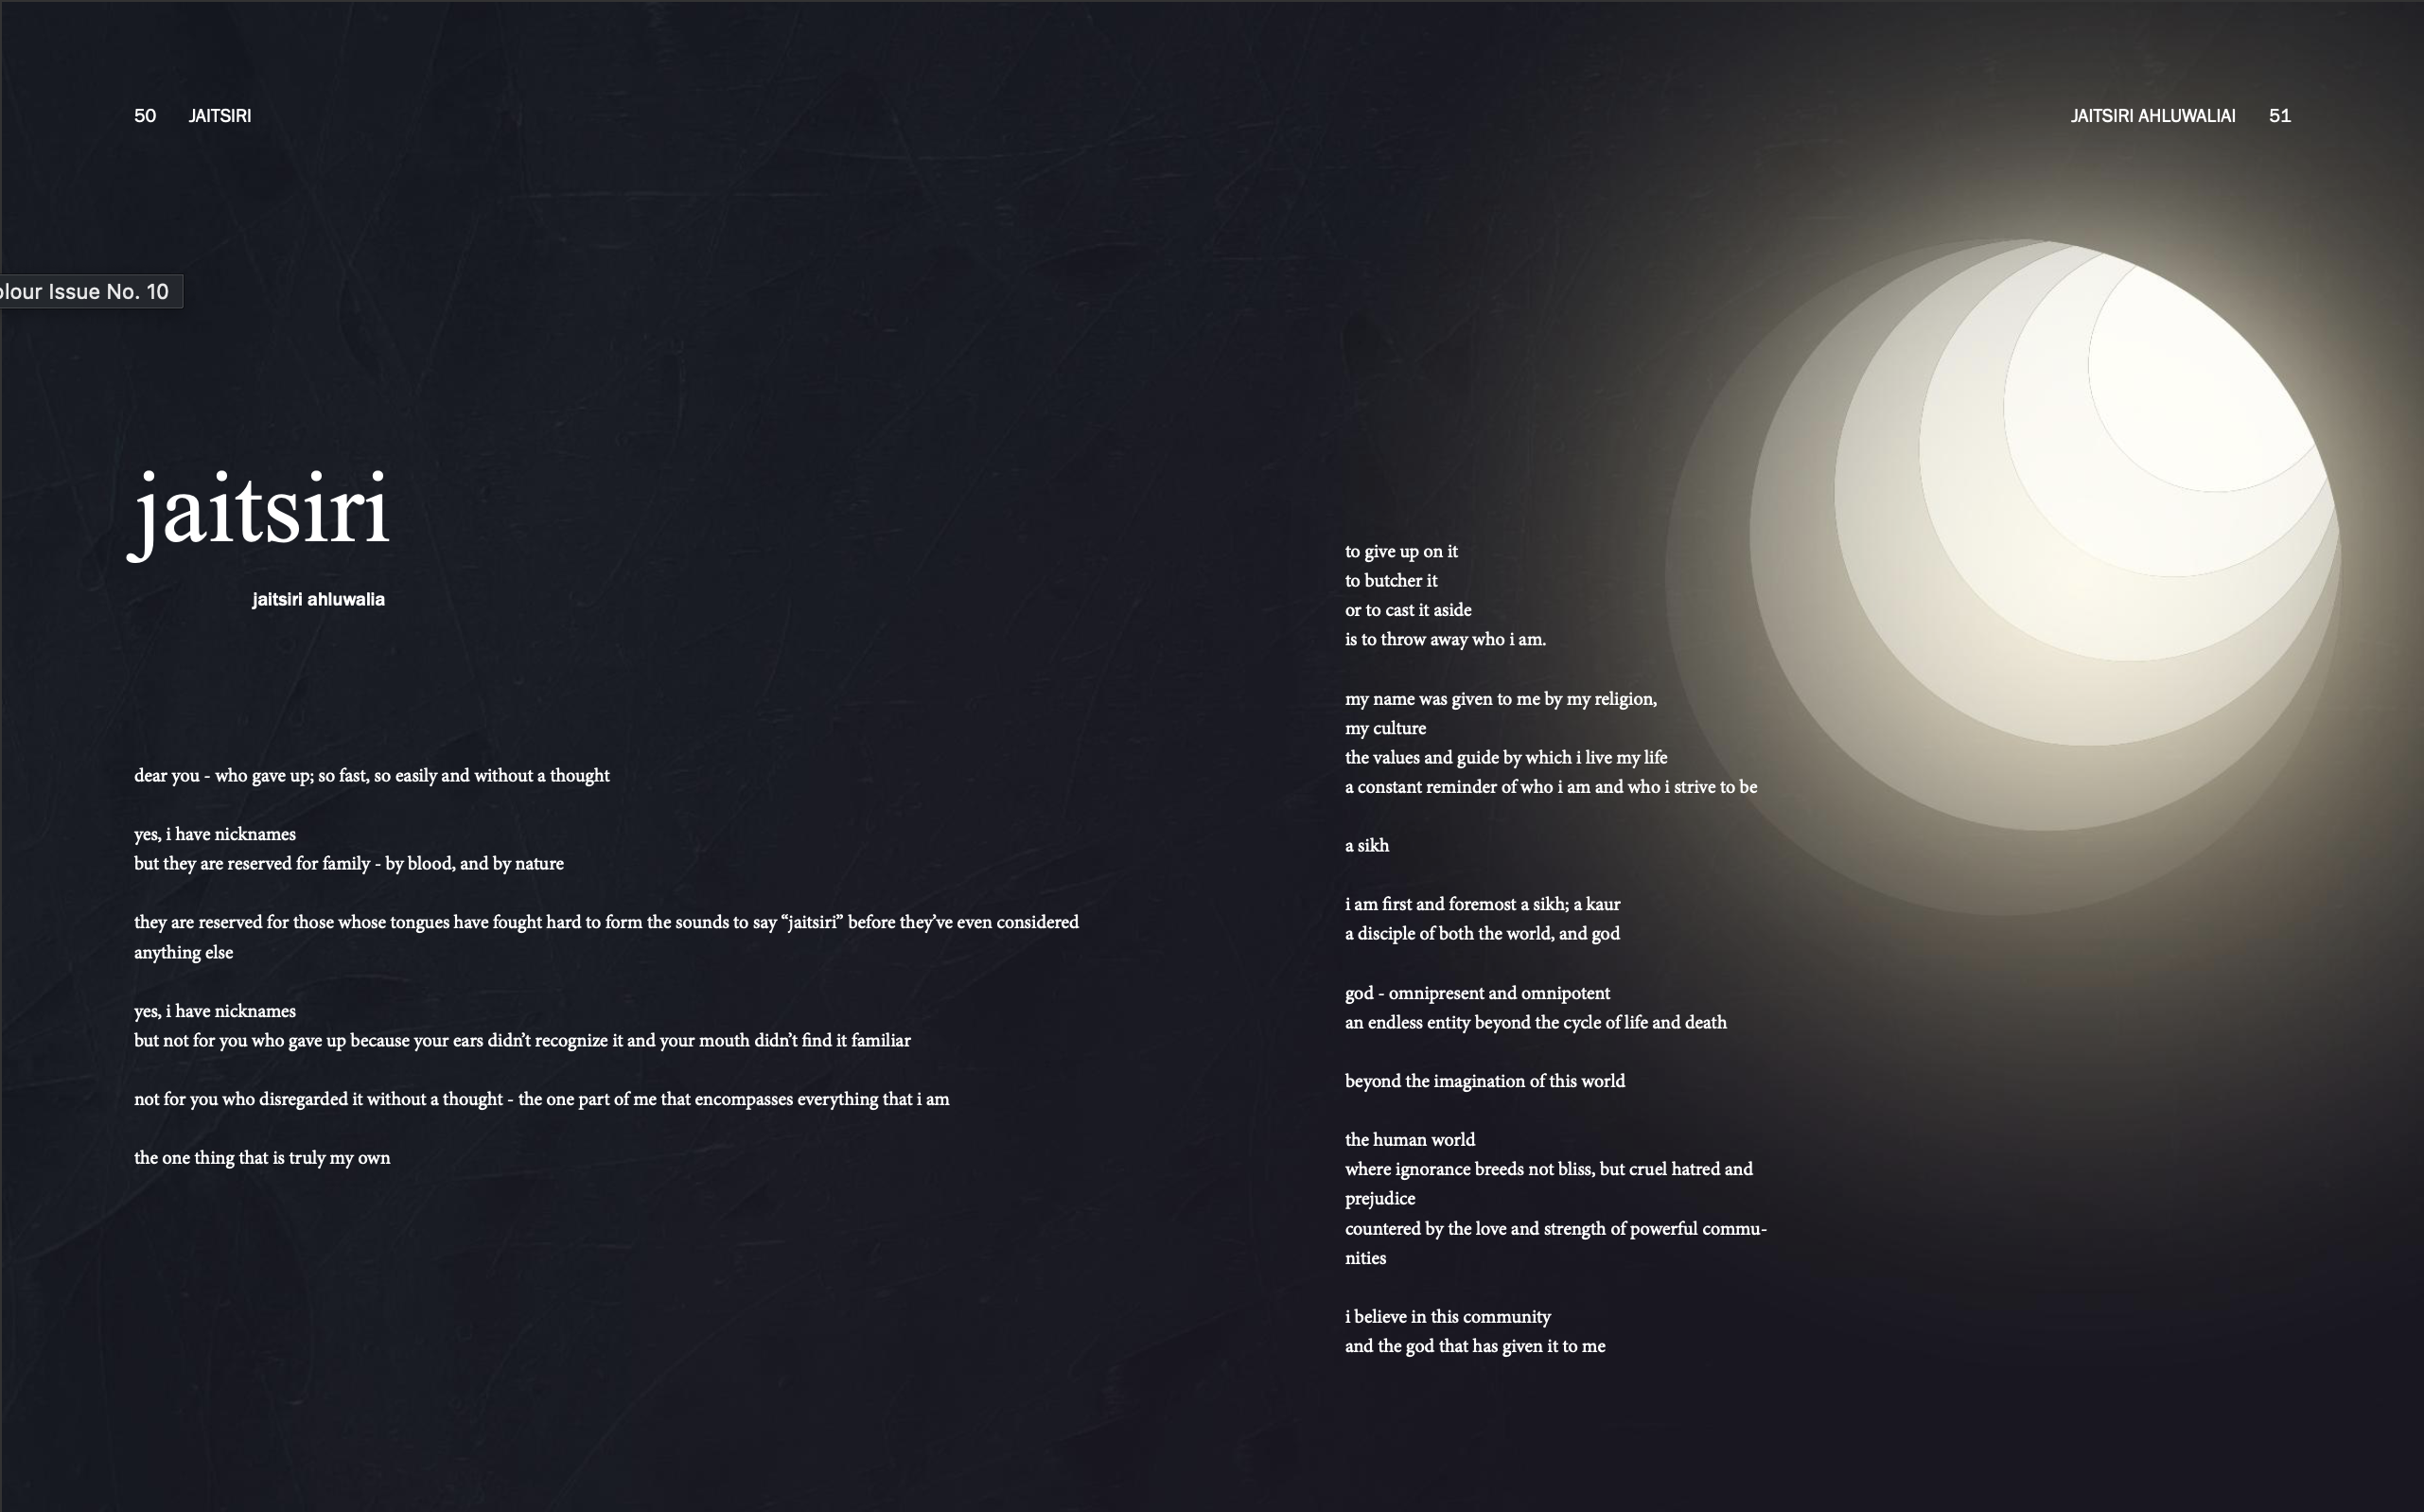 50 JAITSIRI
JAITSIRI AHLUWALIAI 51
olour Issue No. 10
jaitsiri
jaitsiri ahluwalia
dear you - who gave up; so fast, so easily and without a thought
yes, i have nicknames
but they are reserved for family - by blood, and by nature
they are reserved for those whose tongues have fought hard to form the sounds to say “jaitsiri” before they’ve even considered
anything else
yes, i have nicknames
but not for you who gave up because your ears didn’t recognize it and your mouth didn’t find it familiar
not for you who disregarded it without a thought - the one part of me that encompasses everything that i am
the one thing that is truly my own
to give up on it
to butcher it
or to cast it aside
is to throw away who i am.
my name was given to me by my religion,
my culture
the values and guide by which i live my life
a constant reminder of who i am and who i strive to be
a sikh
i am first and foremost a sikh; a kaur
a disciple of both the world, and god
god - omnipresent and omnipotent
an endless entity beyond the cycle of life and death
beyond the imagination of this world
the human world
where ignorance breeds not bliss, but cruel hatred and
prejudice
countered by the love and strength of powerful commu-
nities
i believe in this community
and the god that has given it to me